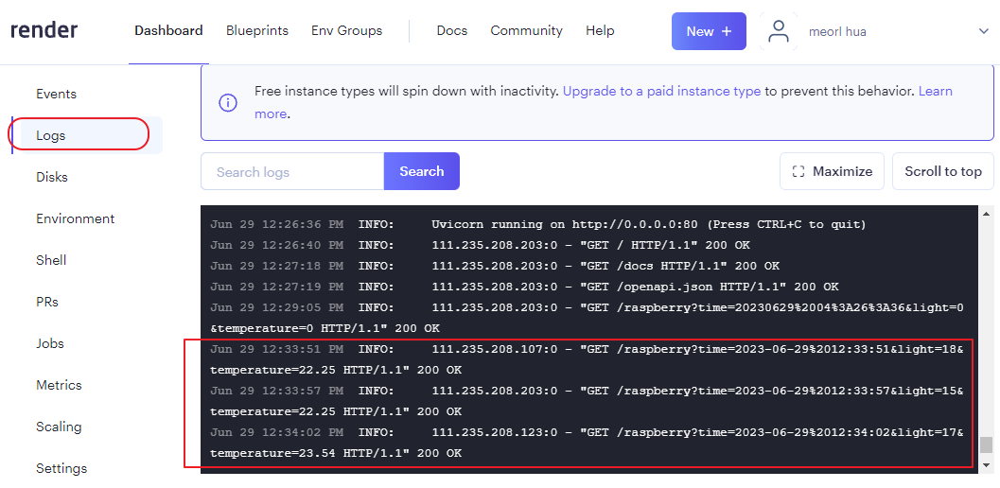 render
Dashboard Blueprints Env Groups Docs Community Help New + meorl hua
Events
Logs
Disks
Environment
Shell
PRs
Jobs
Metrics
Scaling
Settings
Free instance types will spin down with inactivity. Upgrade to a paid instance type to prevent this behavior. Learn
more.
Search logs Search Maximize Scroll to top
Jun 29 12:26:36 PM INFO: Uvicorn running on http://0.0.0.0:80 (Press CTRL+C to quit)
Jun 29 12:26:40 PM INFO: 111.235.208.203:0 - "GET / HTTP/1.1" 200 OK
Jun 29 12:27:18 PM INFO: 111.235.208.203:0 - "GET /docs HTTP/1.1" 200 OK
Jun 29 12:27:19 PM INFO: 111.235.208.203:0 - "GET /openapi.json HTTP/1.1" 200 OK
Jun 29 12:29:05 PM INFO: 111.235.208.203:0 - "GET /raspberry?time=20230629%2004%3A26%3A36&light=0
&temperature=0 HTTP/1.1" 200 OK
Jun 29 12:33:51 PM INFO: 111.235.208.107:0 - "GET /raspberry?time=2023-06-29%2012:33:51&light=18&
temperature=22.25 HTTP/1.1" 200 OK
Jun 29 12:33:57 PM INFO: 111.235.208.203:0 - "GET /raspberry?time=2023-06-29%2012:33:57&light=15&
temperature=22.25 HTTP/1.1" 200 OK
Jun 29 12:34:02 PM INFO: 111.235.208.123:0 - "GET /raspberry?time=2023-06-29%2012:34:02&light=17&
temperature=23.54 HTTP/1.1" 200 OK